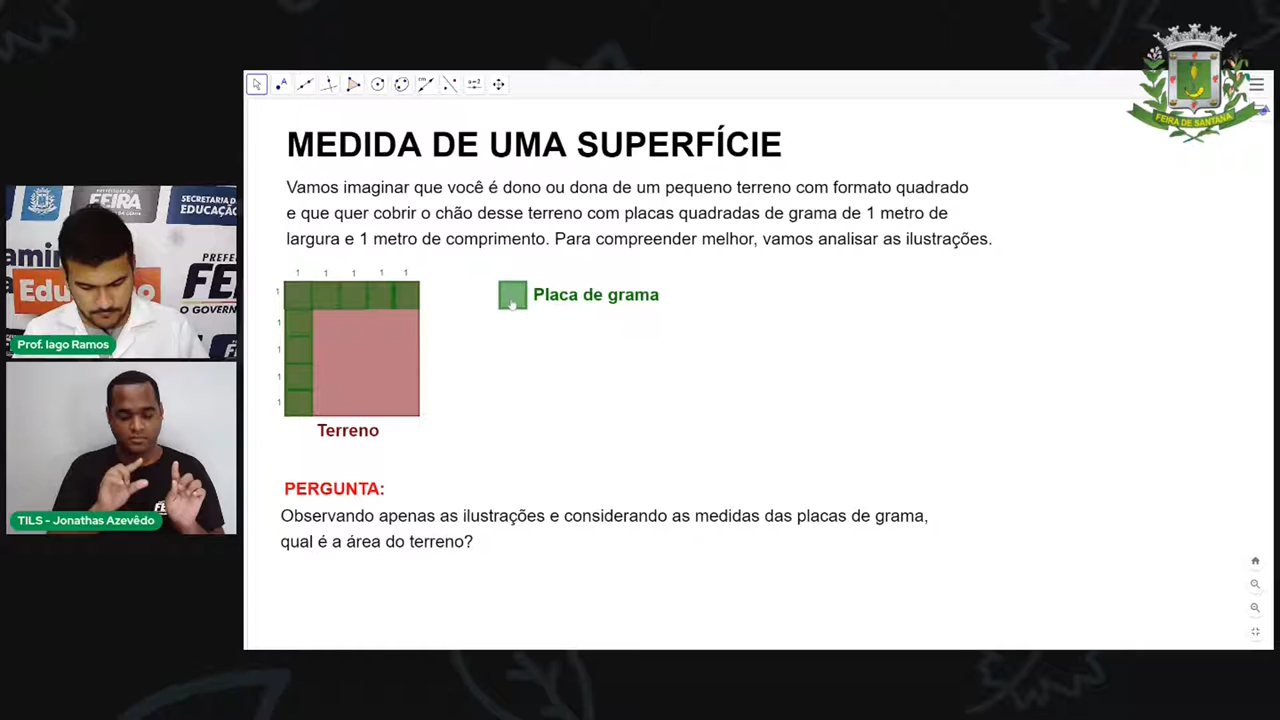 FEIRA DE SANTANA
MEDIDA DE UMA SUPERFÍCIE
Vamos imaginar que você é dono ou dona de um pequeno terreno com formato quadrado
e que quer cobrir o chão desse terreno com placas quadradas de grama de 1 metro de
largura e 1 metro de comprimento. Para compreender melhor, vamos analisar as ilustrações.
1 1 1 1 1
1
1
1
1
1
Placa de grama
Terreno
PERGUNTA:
Observando apenas as ilustrações e considerando as medidas das placas de grama,
qual é a área do terreno?
SECRETARIA
EDUCAÇÃO
PREFE
FE
O GOVERNO
Prof. Iago Ramos
TILS - Jonathas Azevêdo